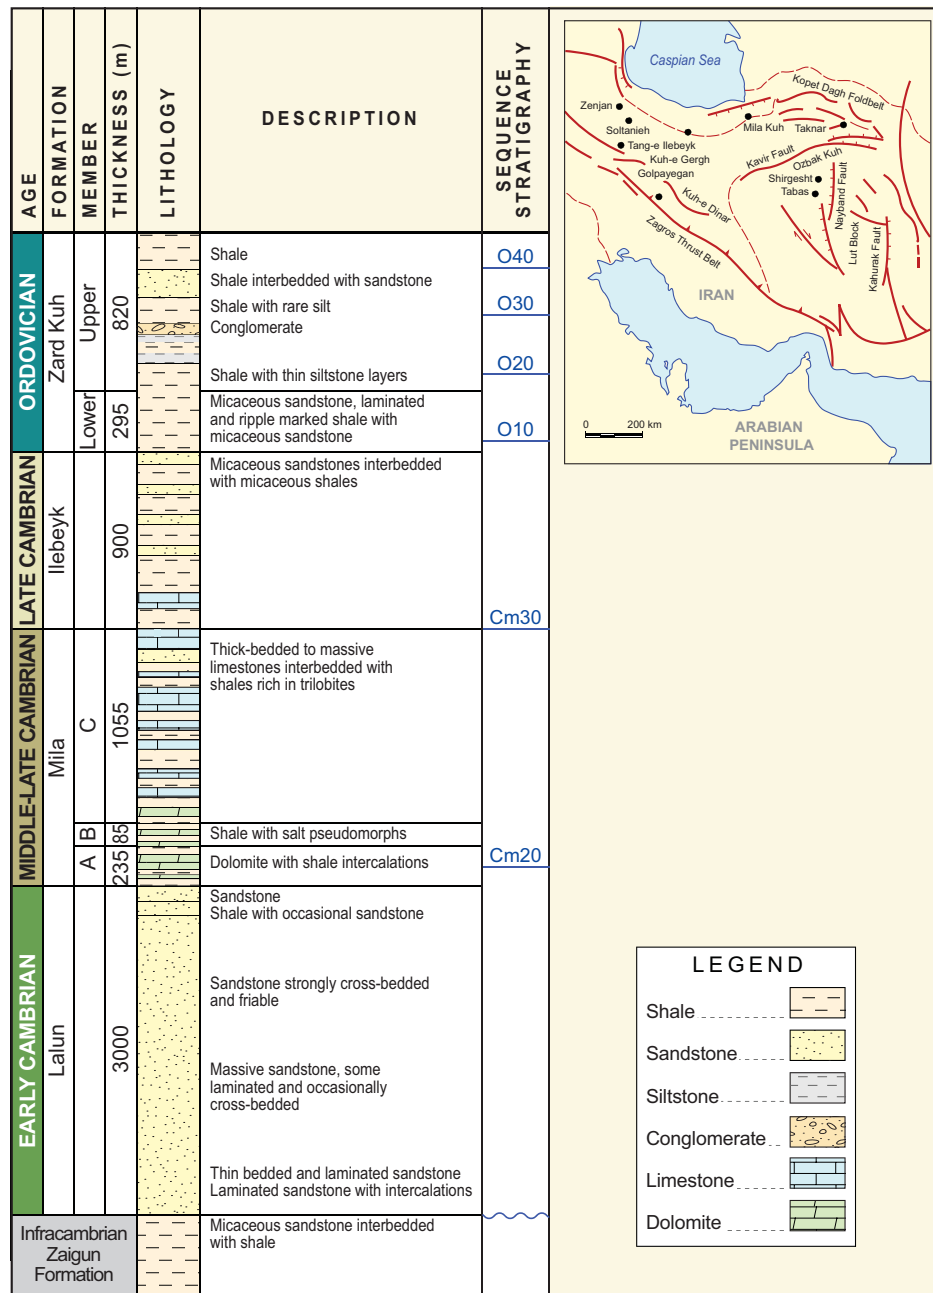 AGE
FORMATION
MEMBER
THICKNESS (m)
LITHOLOGY
DESCRIPTION
SEQUENCE
STRATIGRAPHY
ORDOVICIAN
Zard Kuh
Upper
820
Shale
Shale interbedded with sandstone
Shale with rare silt
Conglomerate
Shale with thin siltstone layers
O40
O30
O20
Lower
295
Micaceous sandstone, laminated
and ripple marked shale with
micaceous sandstone
O10
LATE CAMBRIAN
Ilebeyk
900
Micaceous sandstones interbedded
with micaceous shales
Cm30
MIDDLE-LATE CAMBRIAN
Mila
C
1055
Thick-bedded to massive
limestones interbedded with
shales rich in trilobites
B
85
Shale with salt pseudomorphs
A
235
Dolomite with shale intercalations
Cm20
EARLY CAMBRIAN
Lalun
3000
Sandstone
Shale with occasional sandstone
Sandstone strongly cross-bedded
and friable
Massive sandstone, some
laminated and occasionally
cross-bedded
Thin bedded and laminated sandstone
Laminated sandstone with intercalations
Infracambrian
Zaigun
Formation
Micaceous sandstone interbedded
with shale
Caspian Sea
Kopet Dagh Foldbelt
Zenjan
Soltanieh
Mila Kuh
Taknar
Tang-e Ilebeyk
Kuh-e Gergh
Golpayegan
Kavir Fault
Ozbak Kuh
Shirgesht
Tabas
Kuh-e Dinar
Zagros Thrust Belt
Nayband Fault
Lut Block
Kahurak Fault
IRAN
0 200 km
ARABIAN
PENINSULA
LEGEND
Shale
Sandstone
Siltstone
Conglomerate
Limestone
Dolomite